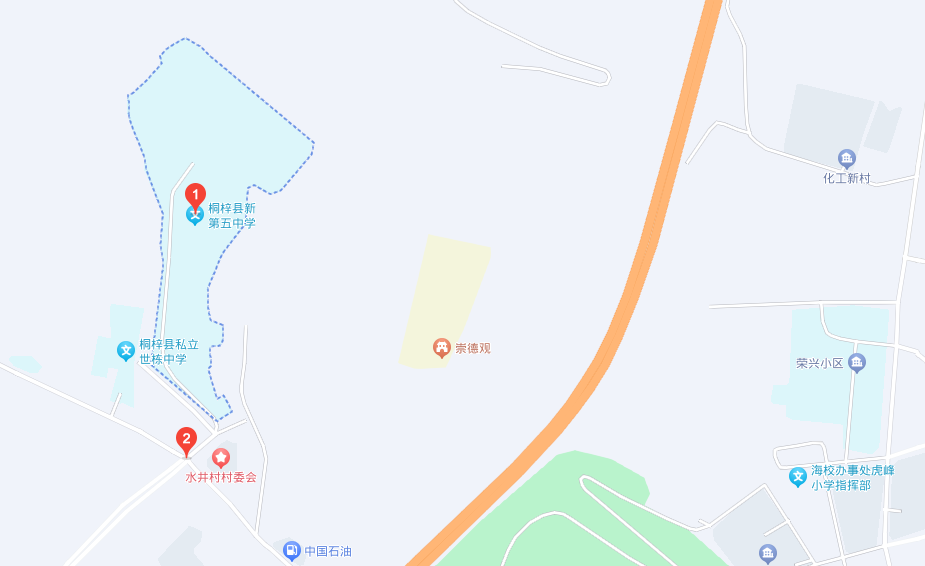 化工新村
1
桐梓县新
第五中学
桐梓县私立
世栋中学
崇德观
荣兴小区
2
水井村村委会
海校办事处虎峰
小学指挥部
中国石油